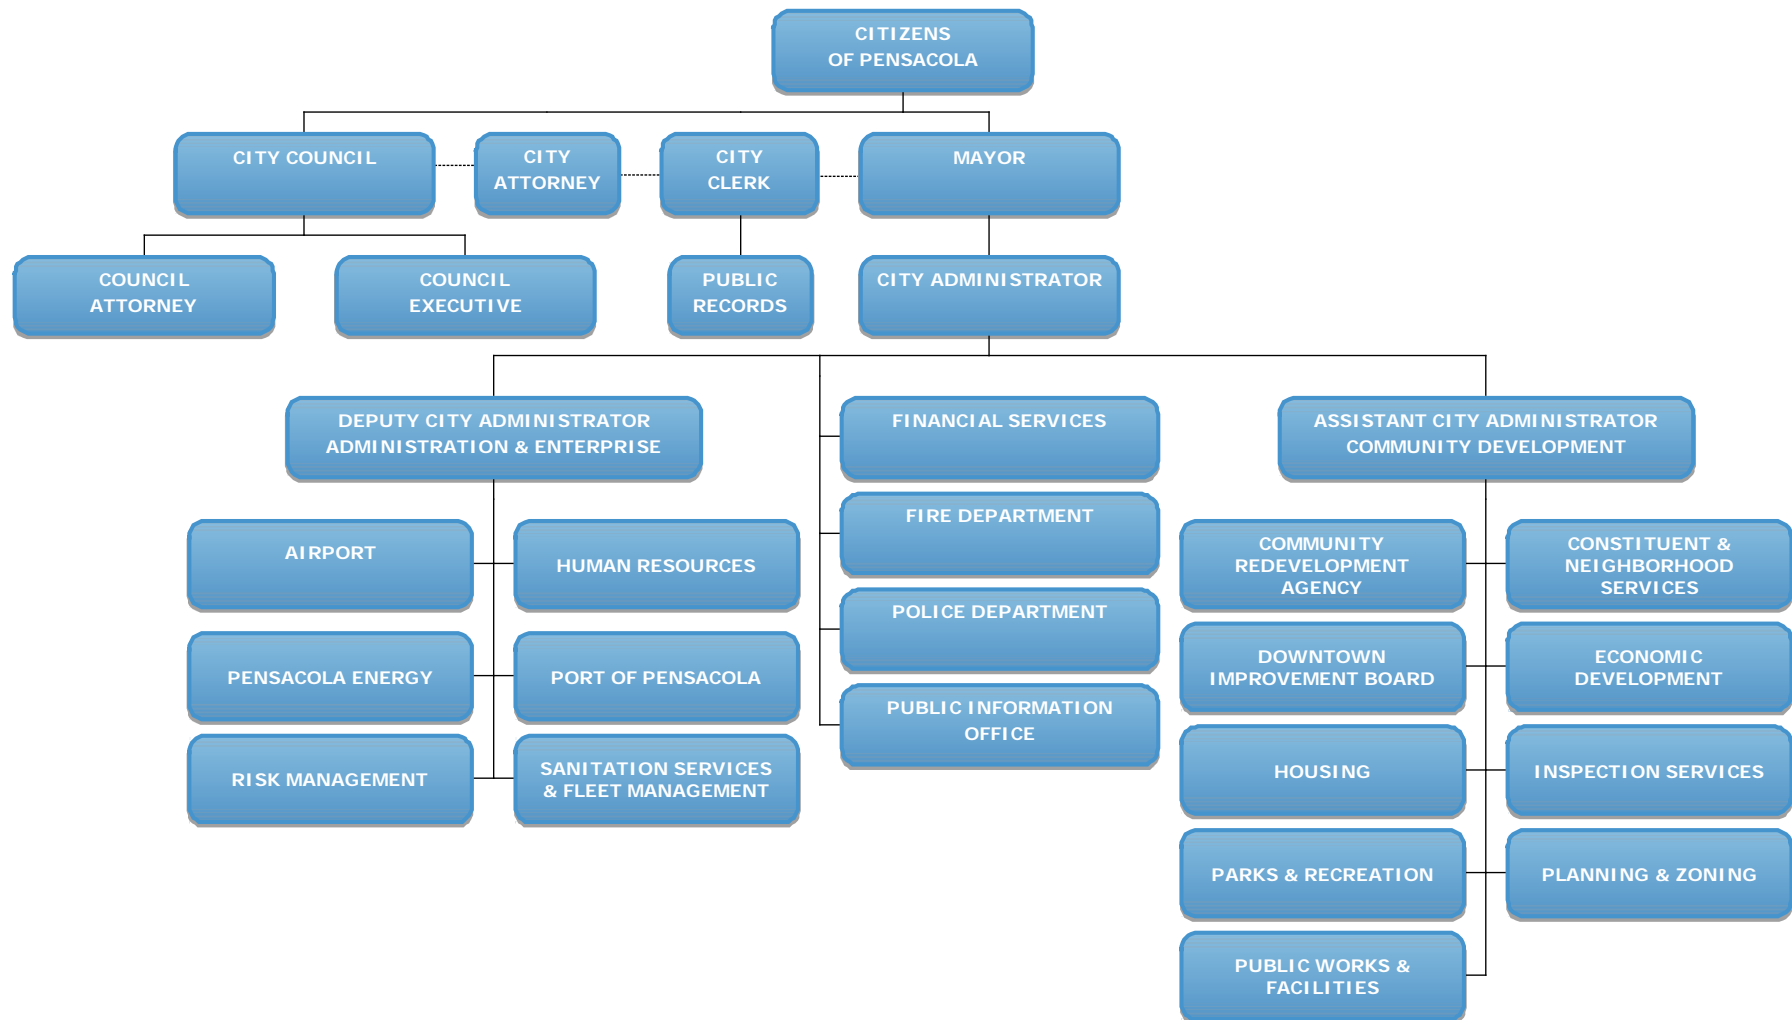 CITIZENS
OF PENSACOLA
CITY COUNCIL
CITY
ATTORNEY
CITY
CLERK
MAYOR
COUNCIL
ATTORNEY
COUNCIL
EXECUTIVE
PUBLIC
RECORDS
CITY ADMINISTRATOR
DEPUTY CITY ADMINISTRATOR
ADMINISTRATION & ENTERPRISE
FINANCIAL SERVICES
ASSISTANT CITY ADMINISTRATOR
COMMUNITY DEVELOPMENT
FIRE DEPARTMENT
POLICE DEPARTMENT
PUBLIC INFORMATION
OFFICE
AIRPORT
HUMAN RESOURCES
PENSACOLA ENERGY
PORT OF PENSACOLA
RISK MANAGEMENT
SANITATION SERVICES
& FLEET MANAGEMENT
COMMUNITY
REDEVELOPMENT
AGENCY
CONSTITUENT &
NEIGHBORHOOD
SERVICES
DOWNTOWN
IMPROVEMENT BOARD
ECONOMIC
DEVELOPMENT
HOUSING
INSPECTION SERVICES
PARKS & RECREATION
PLANNING & ZONING
PUBLIC WORKS &
FACILITIES